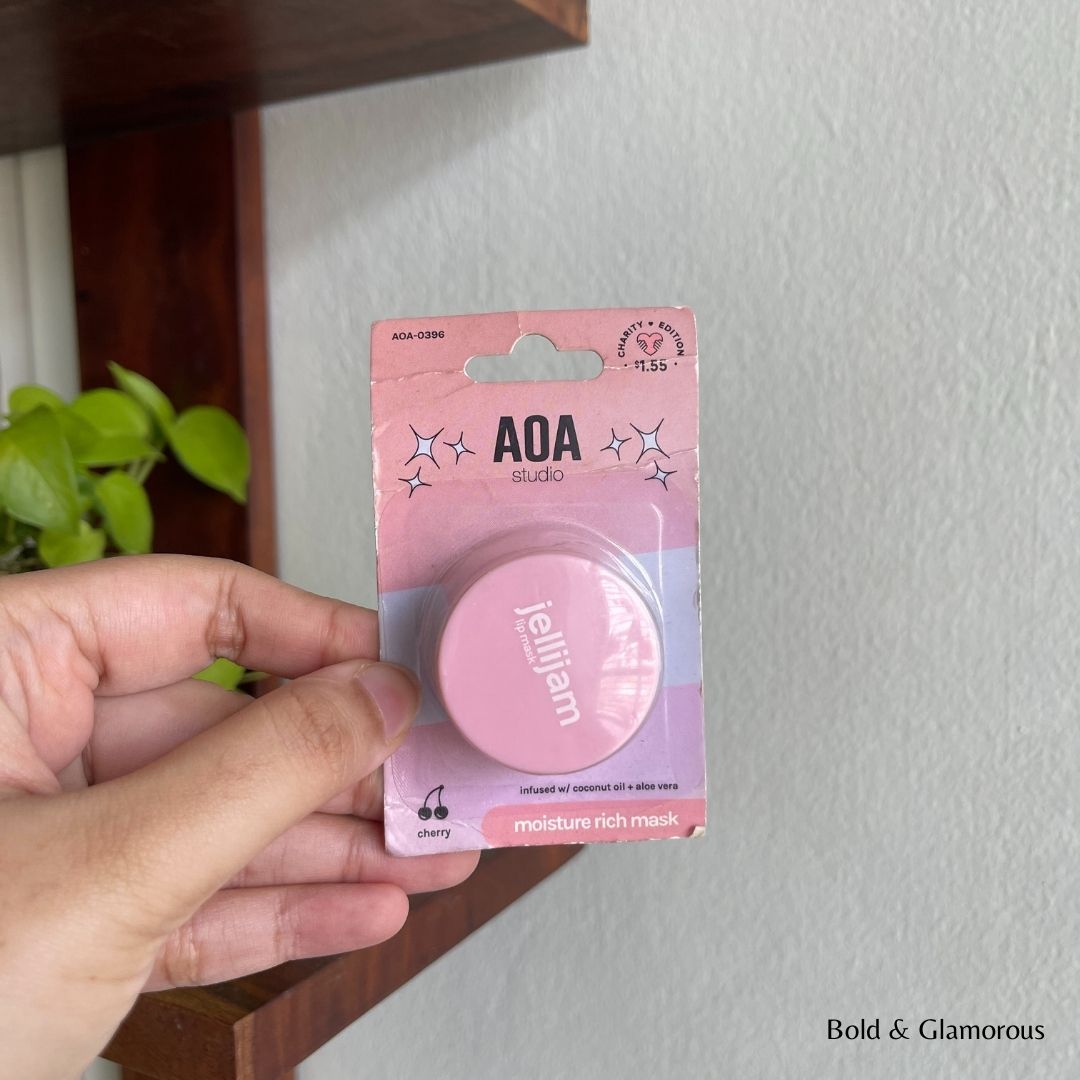 AOA-0396
CHARITY ♥ EDITION
• $1.55 •
AOA
studio
jellijam
lip mask
infused w/ coconut oil + aloe vera
cherry
moisture rich mask
Bold & Glamorous